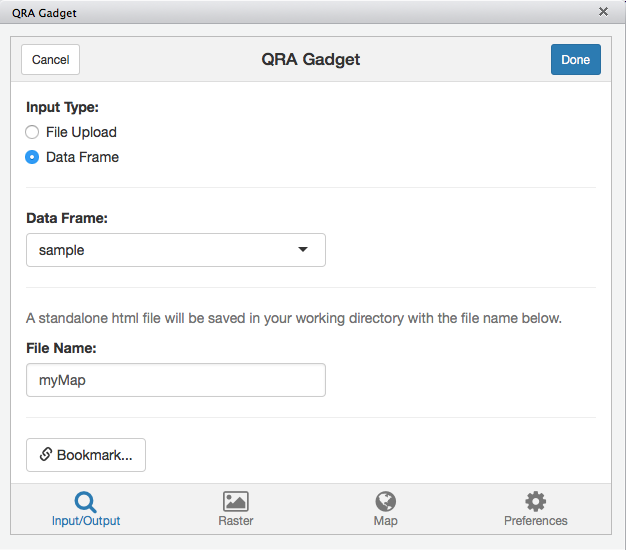 QRA Gadget
Cancel
QRA Gadget
Done
Input Type:
File Upload
Data Frame
Data Frame:
sample
A standalone html file will be saved in your working directory with the file name below.
File Name:
myMap
Bookmark...
Input/Output
Raster
Map
Preferences